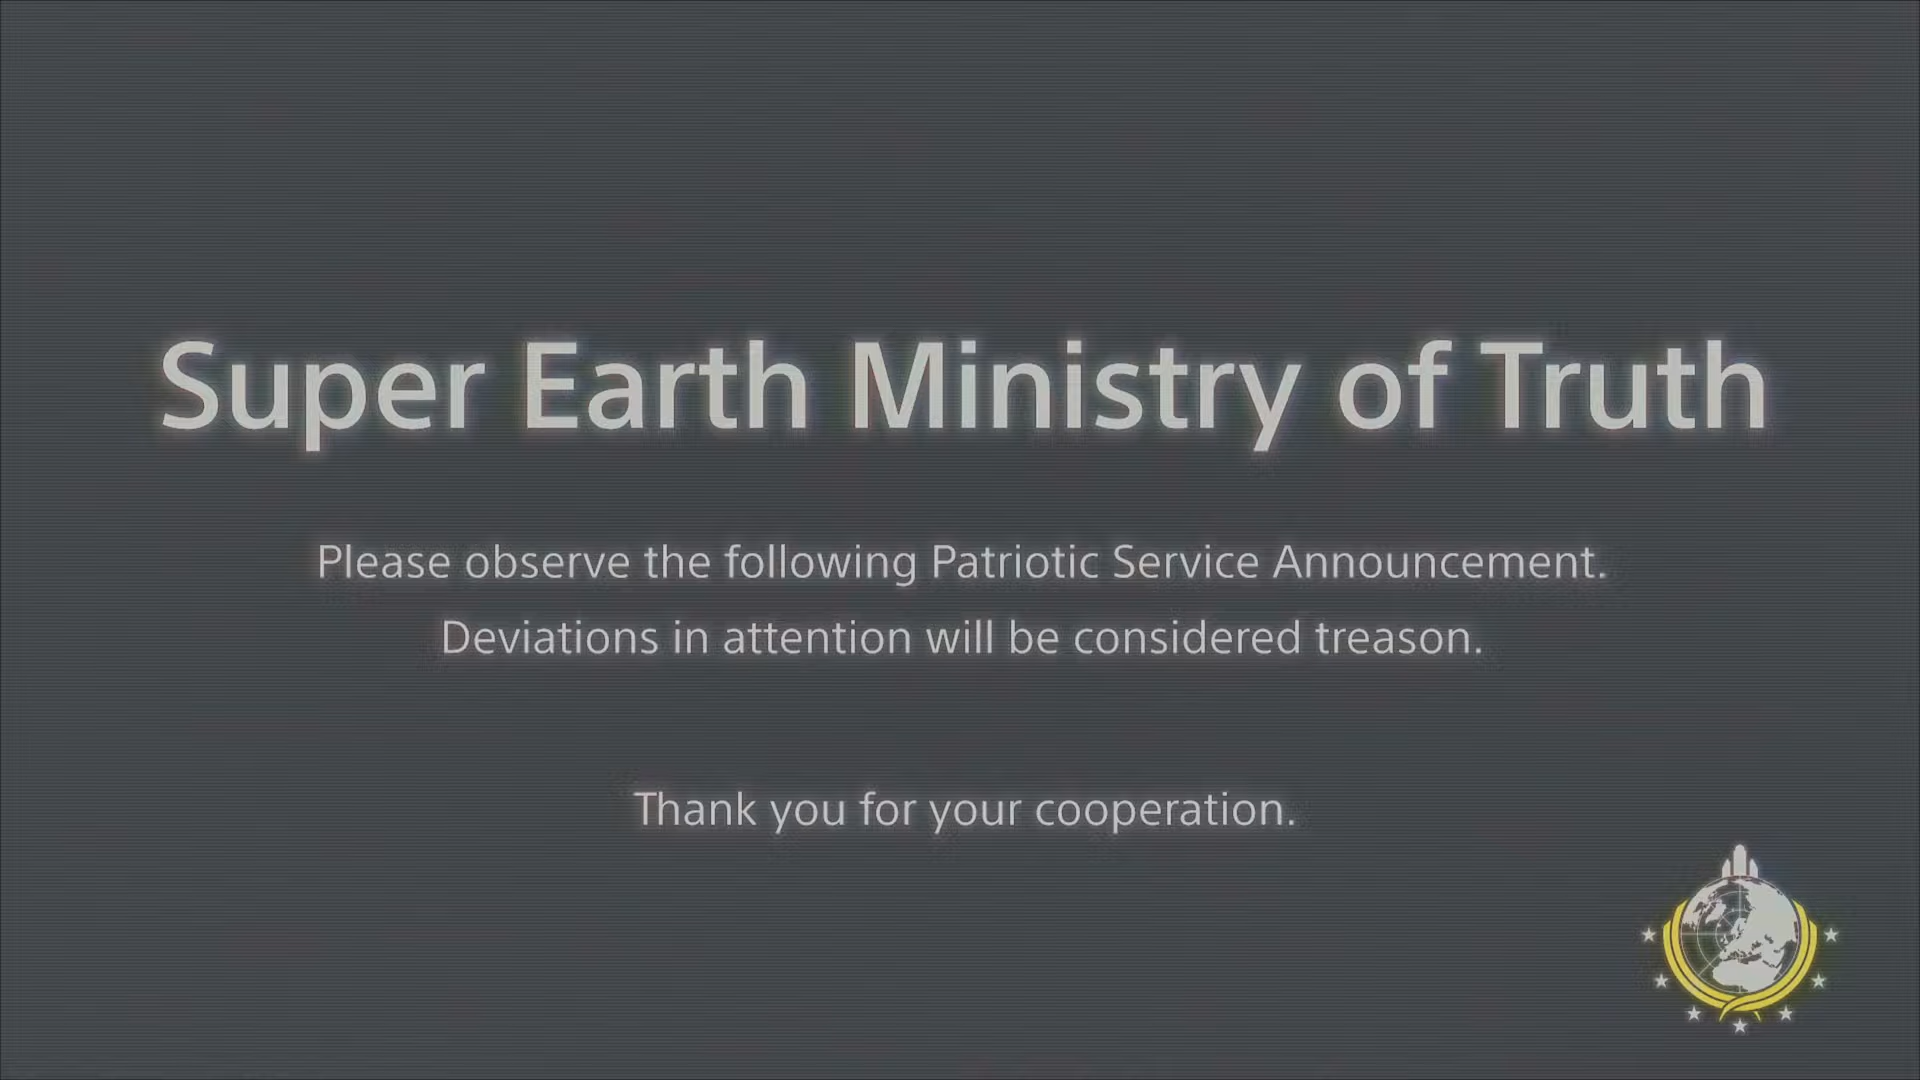 Super Earth Ministry of Truth
Please observe the following Patriotic Service Announcement.
Deviations in attention will be considered treason.
Thank you for your cooperation.